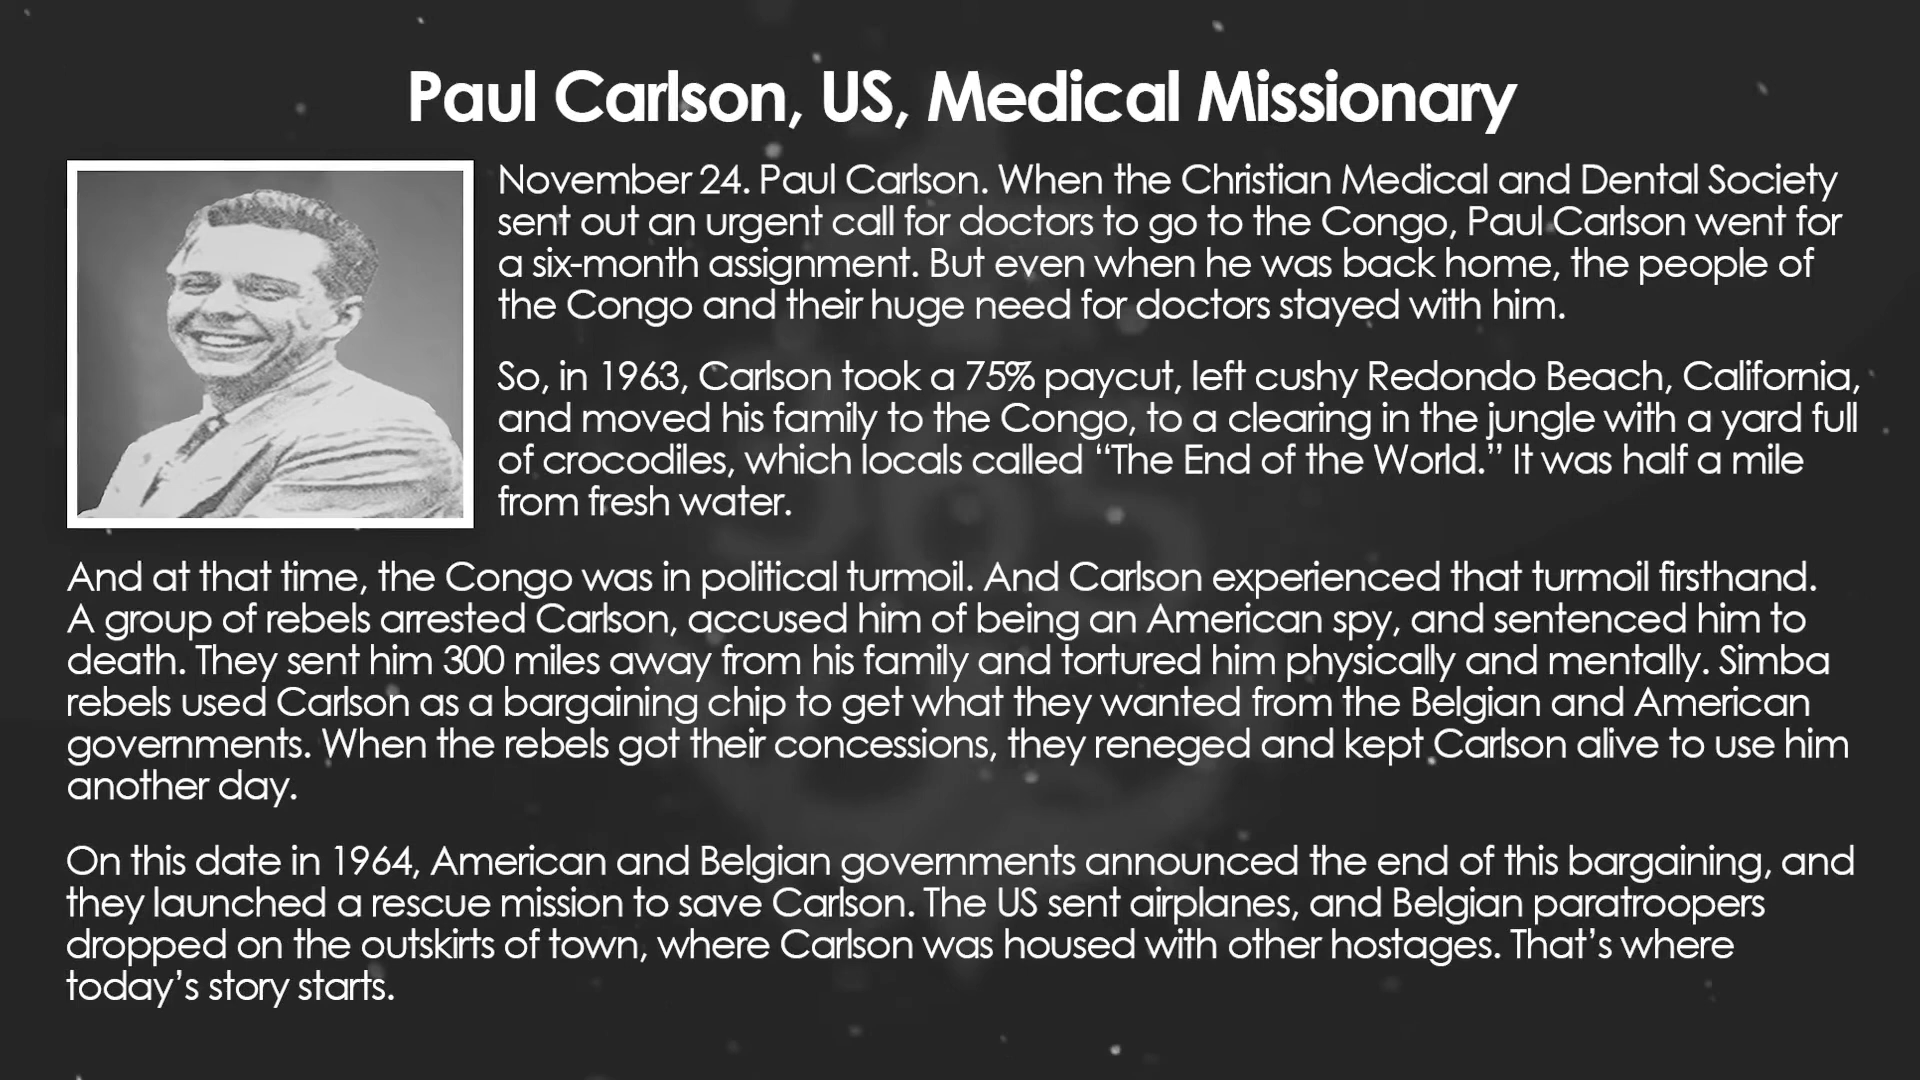 Paul Carlson, US, Medical Missionary
November 24. Paul Carlson. When the Christian Medical and Dental Society
sent out an urgent call for doctors to go to the Congo, Paul Carlson went for
a six-month assignment. But even when he was back home, the people of
the Congo and their huge need for doctors stayed with him.
So, in 1963, Carlson took a 75% paycut, left cushy Redondo Beach, California,
and moved his family to the Congo, to a clearing in the jungle with a yard full
of crocodiles, which locals called “The End of the World.” It was half a mile
from fresh water.
And at that time, the Congo was in political turmoil. And Carlson experienced that turmoil firsthand.
A group of rebels arrested Carlson, accused him of being an American spy, and sentenced him to
death. They sent him 300 miles away from his family and tortured him physically and mentally. Simba
rebels used Carlson as a bargaining chip to get what they wanted from the Belgian and American
governments. When the rebels got their concessions, they reneged and kept Carlson alive to use him
another day.
On this date in 1964, American and Belgian governments announced the end of this bargaining, and
they launched a rescue mission to save Carlson. The US sent airplanes, and Belgian paratroopers
dropped on the outskirts of town, where Carlson was housed with other hostages. That’s where
today’s story starts.